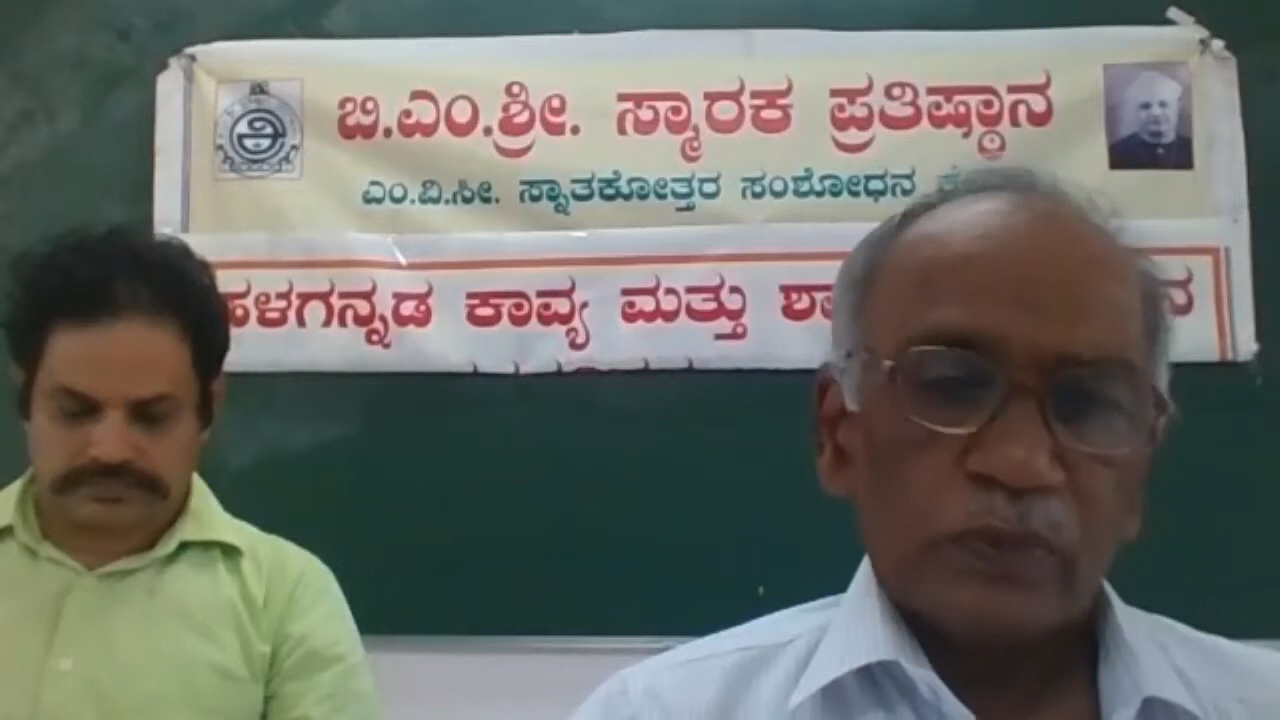 ಬಿ.ಎಂ.ಶ್ರೀ. ಸ್ಮಾರಕ ಪ್ರತಿಷ್ಠಾನ
ಎಂ.ವಿ.ಸೀ. ಸ್ನಾತಕೋತ್ತರ ಸಂಶೋಧನ
ಹಳಗನ್ನಡ ಕಾವ್ಯ ಮತ್ತು